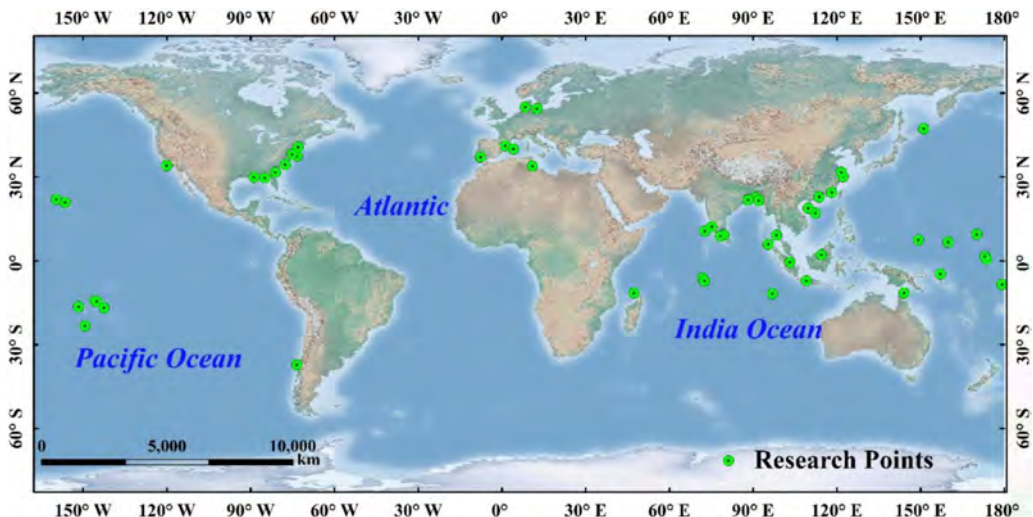 150° W 120° W 90° W 60° W 30° W 0° 30° E 60° E 90° E 120° E 150° E 180°
60° N 60° N
30° N 30° N
Atlantic
0° 0°
India Ocean
Pacific Ocean
30° S 30° S
60° S 60° S
0 5,000 10,000
km
Research Points
150° W 120° W 90° W 60° W 30° W 0° 30° E 60° E 90° E 120° E 150° E 180°